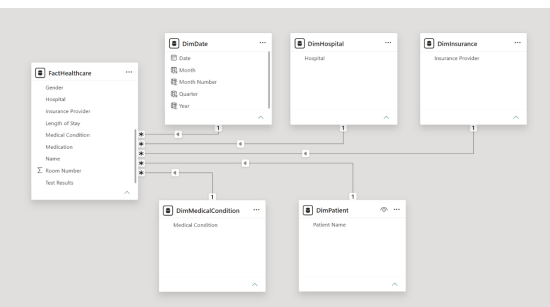 FactHealthcare
Gender
Hospital
Insurance Provider
Length of Stay
Medical Condition
Medication
Name
Room Number
Test Results
DimDate
Date
Month
Month Number
Quarter
Year
DimHospital
Hospital
DimInsurance
Insurance Provider
1
1
1
*
*
*
*
*
1
1
DimMedicalCondition
Medical Condition
DimPatient
Patient Name